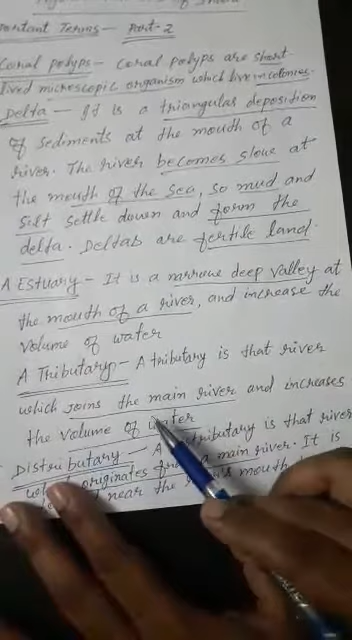 of
portant Terms - Part-2
Coral polyps - Coral polyps are short
lived microscopic organism which live in colonies.
Delta - It is a triangular deposition
of sediments at the mouth of a
river. The river becomes slow at
the mouth of the sea, so mud and
silt settle down and form the
delta. Deltas are fertile land.
A Estuary - It is a narrow deep valley at
the mouth of a river, and increase the
volume of water
A Tributary - A tributary is that river
which joins the main river and increases
the volume of water
Distributary - A distributary is that river
originates a main river. It is
near the mouth